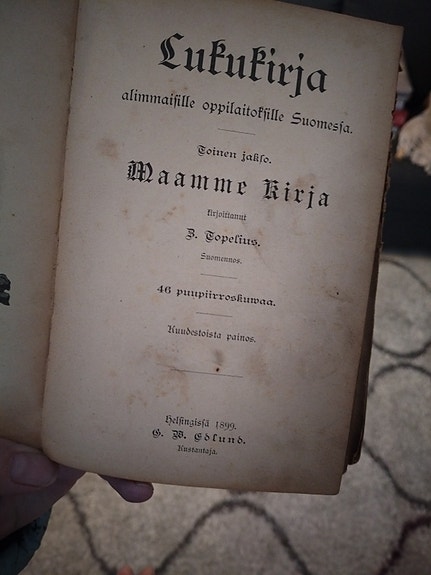 Lukukirja
alimmaisille oppilaitoksille Suomessa.
Toinen jakso.
Maamme Kirja
kirjoittanut
Z. Topelius.
Suomennos.
46 puupiirroskuwaa.
Kuudestoista painos.
Helsingissä 1899.
G. W. Edlund.
Kustantaja.